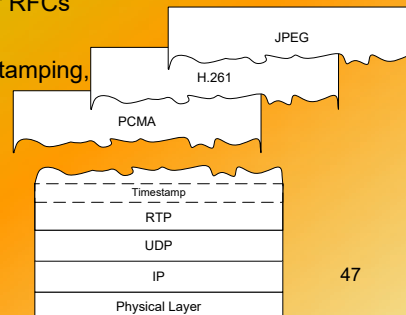 RFCs
JPEG
tamping,
H.261
PCMA
Timestamp
RTP
UDP
IP
47
Physical Layer